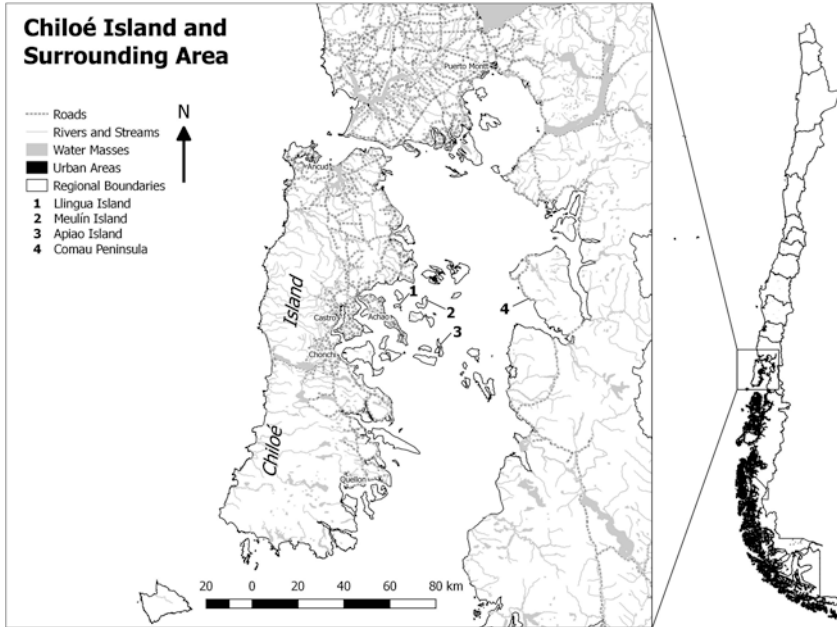 Chiloé Island and
Surrounding Area
N
Roads
Rivers and Streams
Water Masses
Urban Areas
Regional Boundaries
1 Llingua Island
2 Meulín Island
3 Apiao Island
4 Comau Peninsula
Puerto Montt
Ancud
Island
1
2
4
Castro
Achao
3
Chonchi
Chiloé
Quellon
20 0 20 40 60 80 km